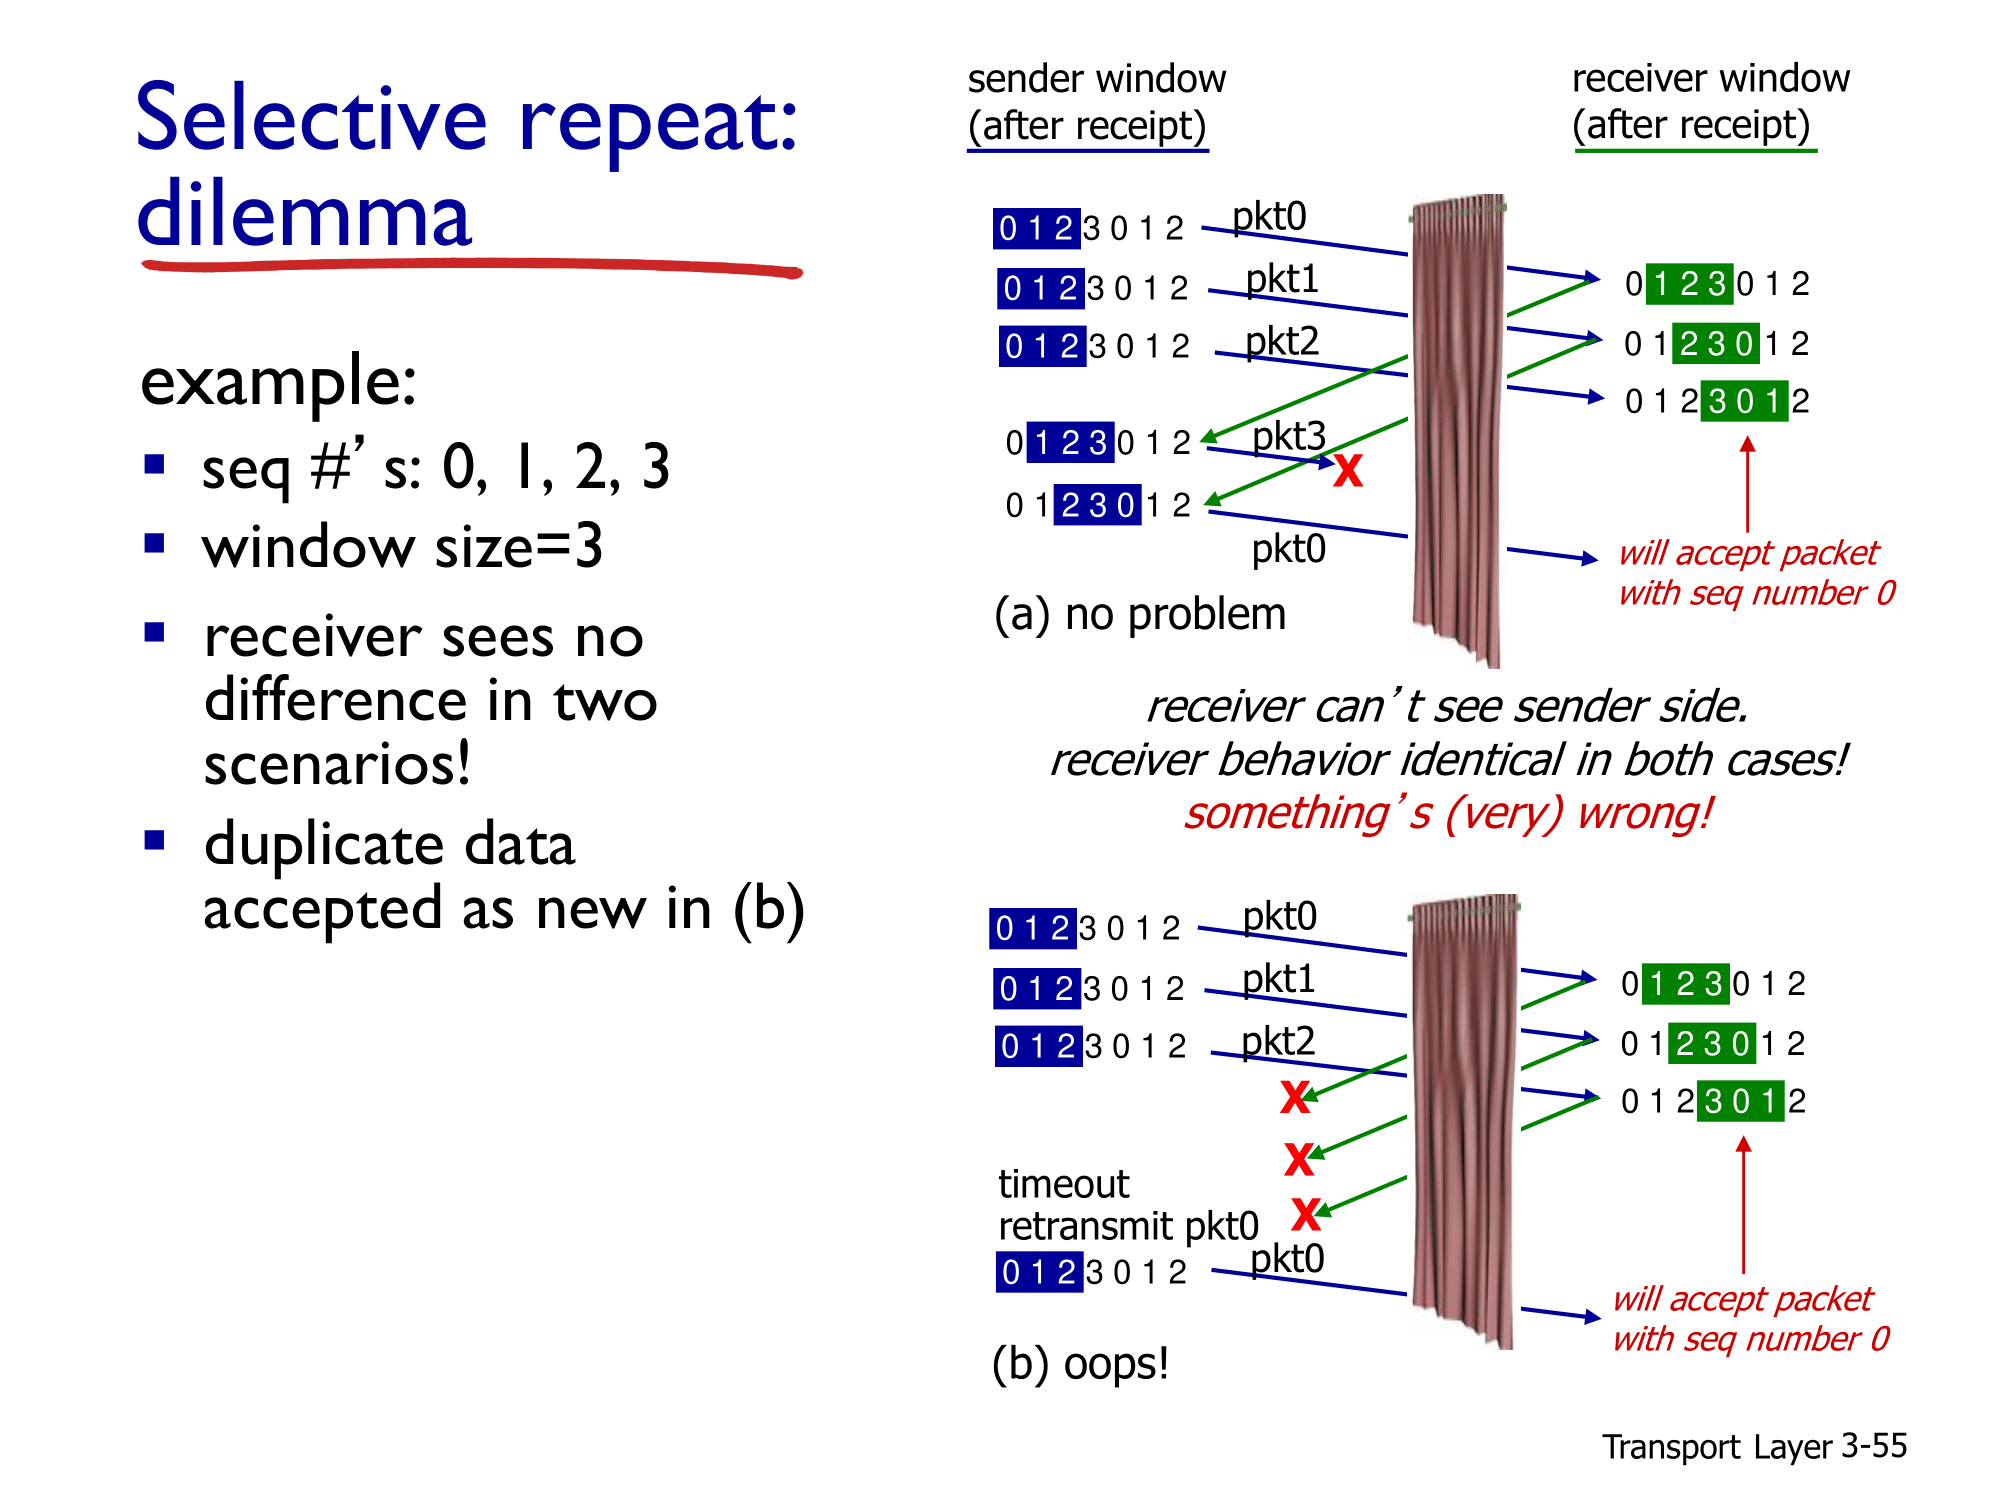 Selective repeat:
dilemma
example:
▪ seq #’s: 0, 1, 2, 3
▪ window size=3
▪ receiver sees no
difference in two
scenarios!
▪ duplicate data
accepted as new in (b)
sender window
(after receipt)
receiver window
(after receipt)
0 1 2 3 0 1 2
pkt0
0 1 2 3 0 1 2
pkt1
0 1 2 3 0 1 2
pkt2
0 1 2 3 0 1 2
0 1 2 3 0 1 2
0 1 2 3 0 1 2
0 1 2 3 0 1 2
pkt3
X
0 1 2 3 0 1 2
pkt0
will accept packet
with seq number 0
(a) no problem
receiver can’t see sender side.
receiver behavior identical in both cases!
something’s (very) wrong!
0 1 2 3 0 1 2
pkt0
0 1 2 3 0 1 2
pkt1
0 1 2 3 0 1 2
pkt2
0 1 2 3 0 1 2
0 1 2 3 0 1 2
0 1 2 3 0 1 2
X
X
X
timeout
retransmit pkt0
0 1 2 3 0 1 2
pkt0
will accept packet
with seq number 0
(b) oops!
Transport Layer 3-55